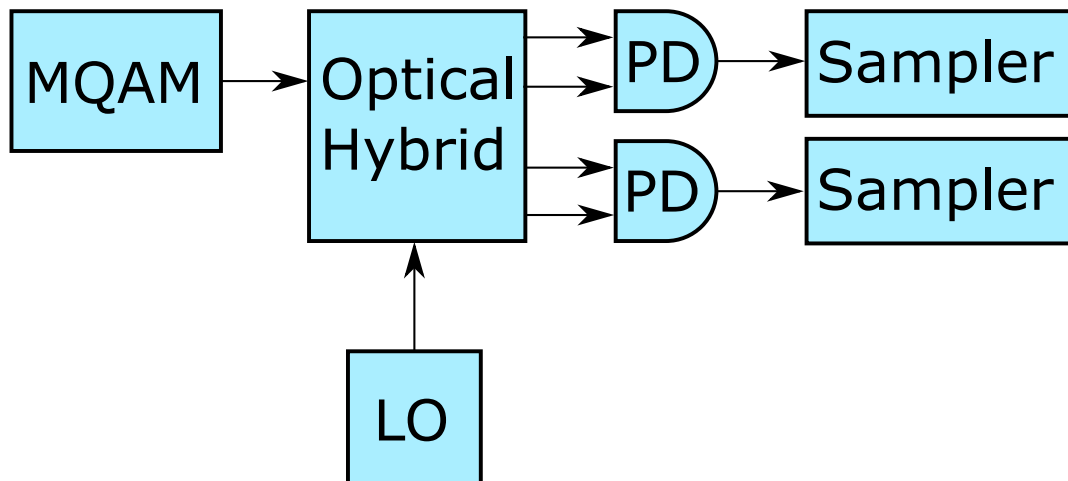 MQAM
Optical
Hybrid
PD
Sampler
PD
Sampler
LO